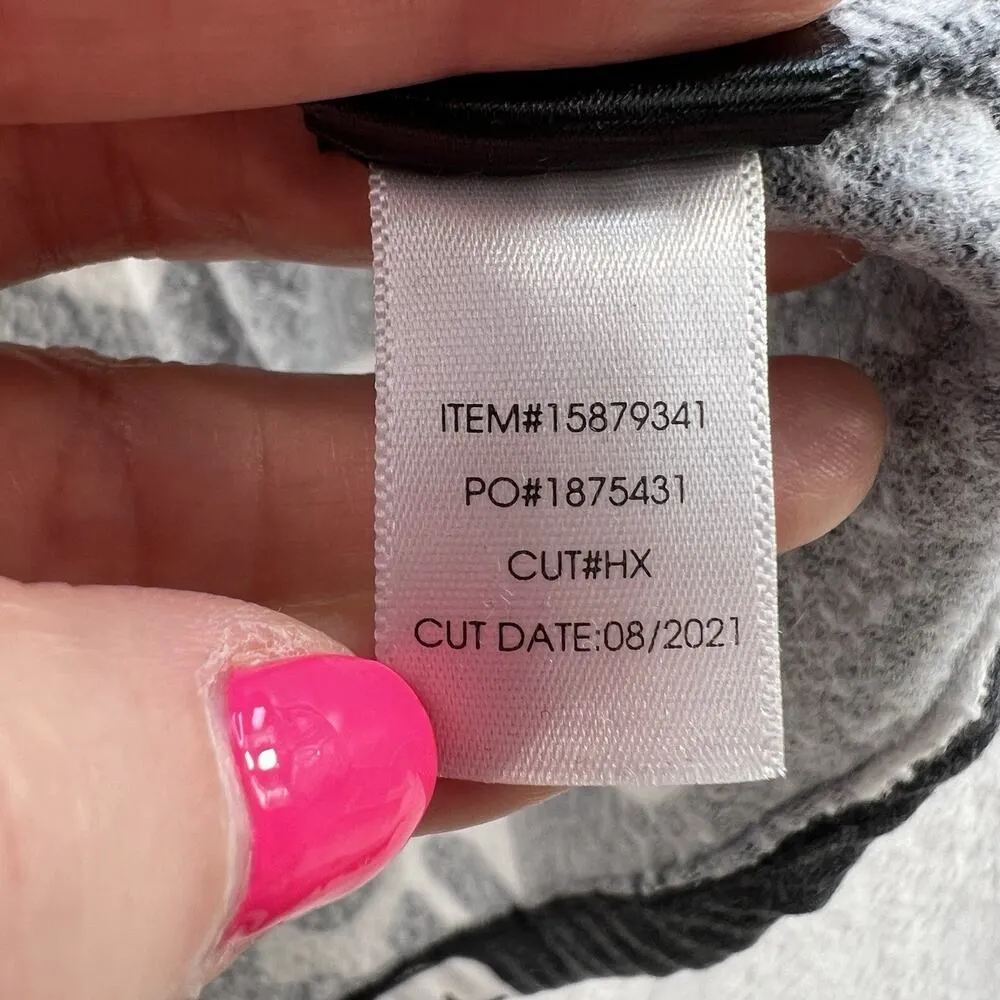 ITEM#15879341
PO#1875431
CUT#HX
CUT DATE:08/2021